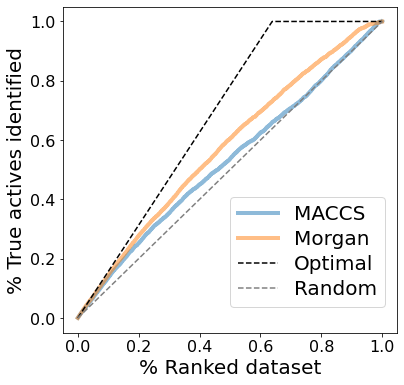 % True actives identified
1.0
0.8
0.6
0.4
0.2
0.0
MACCS
Morgan
Optimal
Random
0.0 0.2 0.4 0.6 0.8 1.0
% Ranked dataset